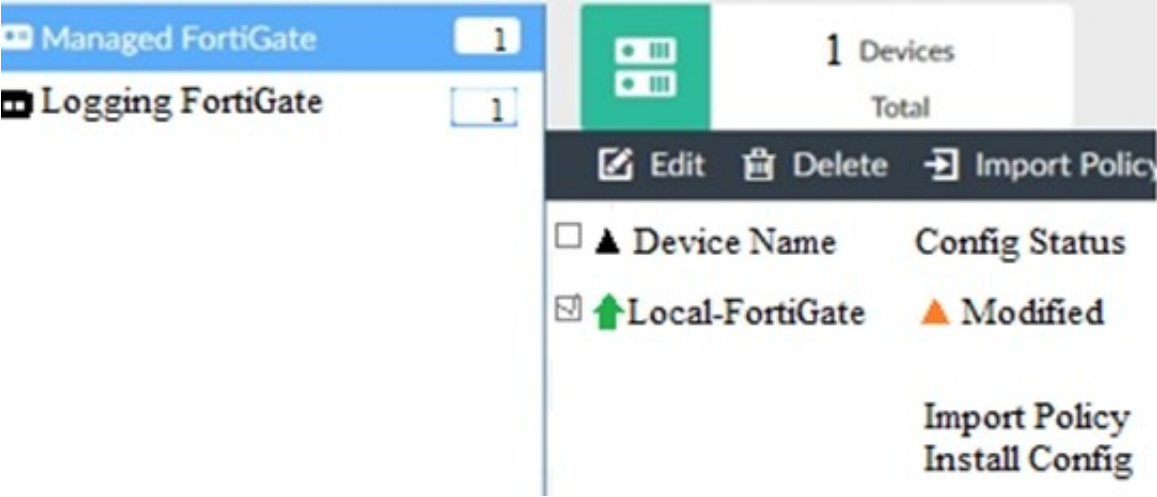 Managed FortiGate 1
Logging FortiGate 1
1 Devices
Total
Edit Delete Import Policy
Device Name Config Status
Local-FortiGate Modified
Import Policy
Install Config